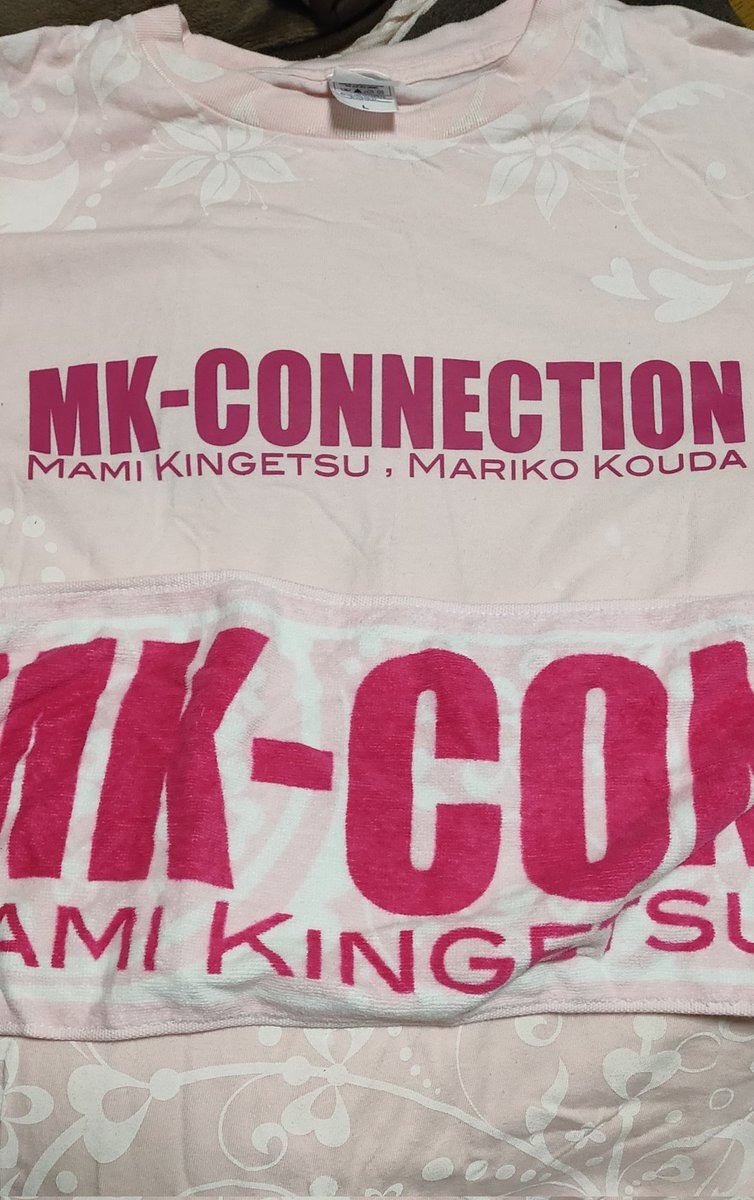 L
MK-CONNECTION
MAMI KINGETSU , MARIKO KOUDA
MK-CON
AMI KINGETSU